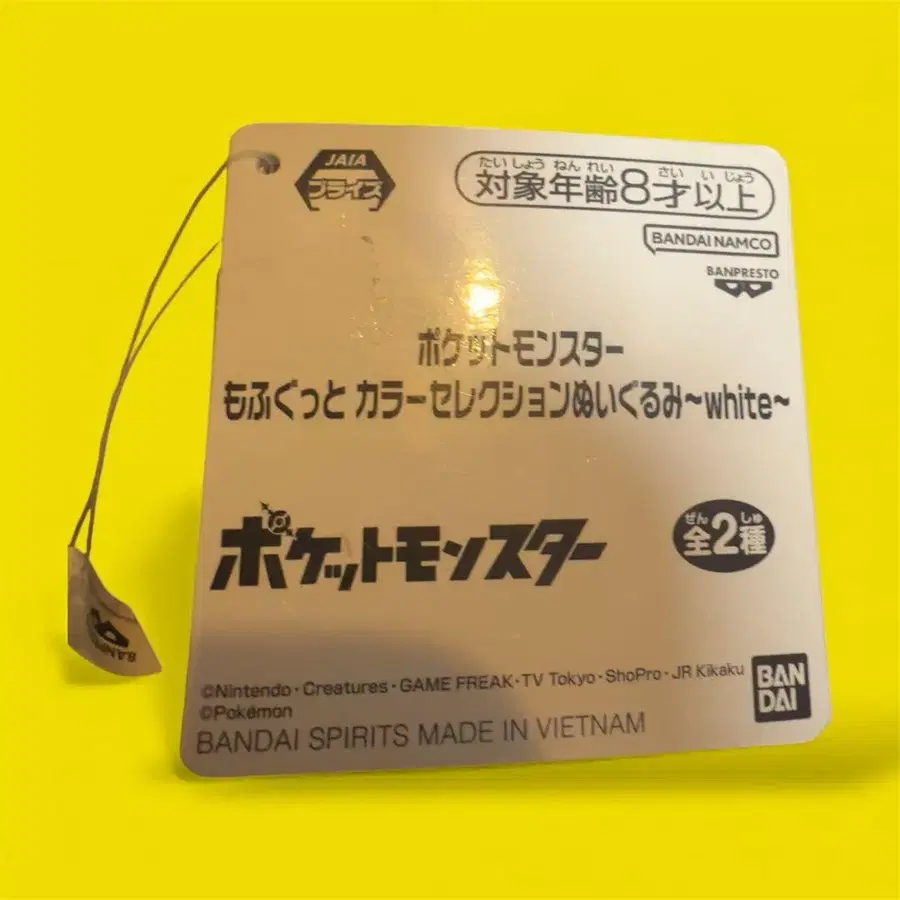 JAIA
プライズ
たいしょうねんれい さいいじょう
対象年齢8才以上
BANDAI NAMCO
BANPRESTO
ポケットモンスター
もふぐっと カラーセレクションぬいぐるみ～white～
ポケットモンスター
ぜん しゅ
全2種
©Nintendo・Creatures・GAME FREAK・TV Tokyo・ShoPro・JR Kikaku
©Pokémon
BAN
DAI
BANDAI SPIRITS MADE IN VIETNAM